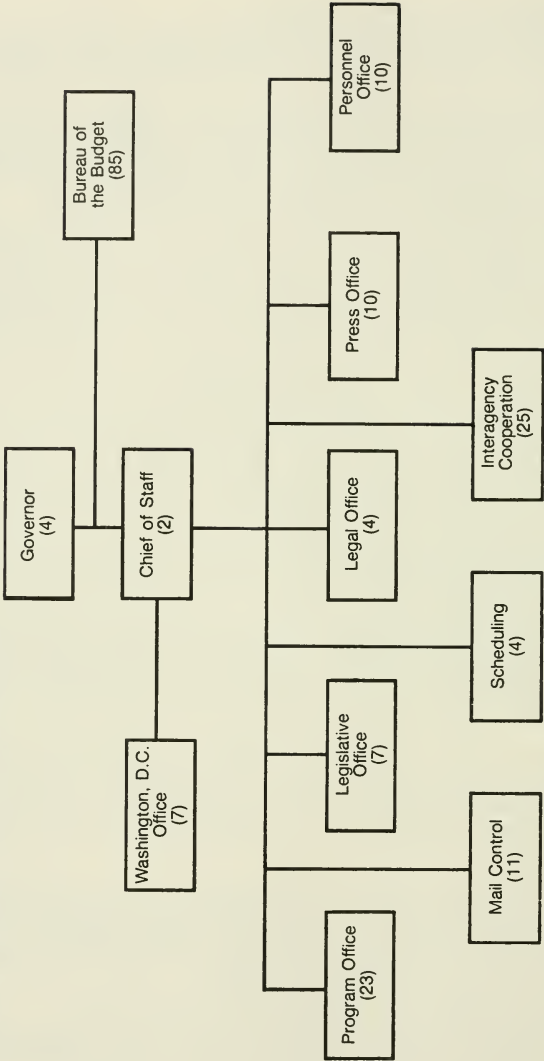 Governor
(4)
Bureau of
the Budget
(85)
Chief of Staff
(2)
Washington, D.C.
Office
(7)
Program Office
(23)
Legislative
Office
(7)
Legal Office
(4)
Press Office
(10)
Personnel
Office
(10)
Mail Control
(11)
Scheduling
(4)
Interagency
Cooperation
(25)